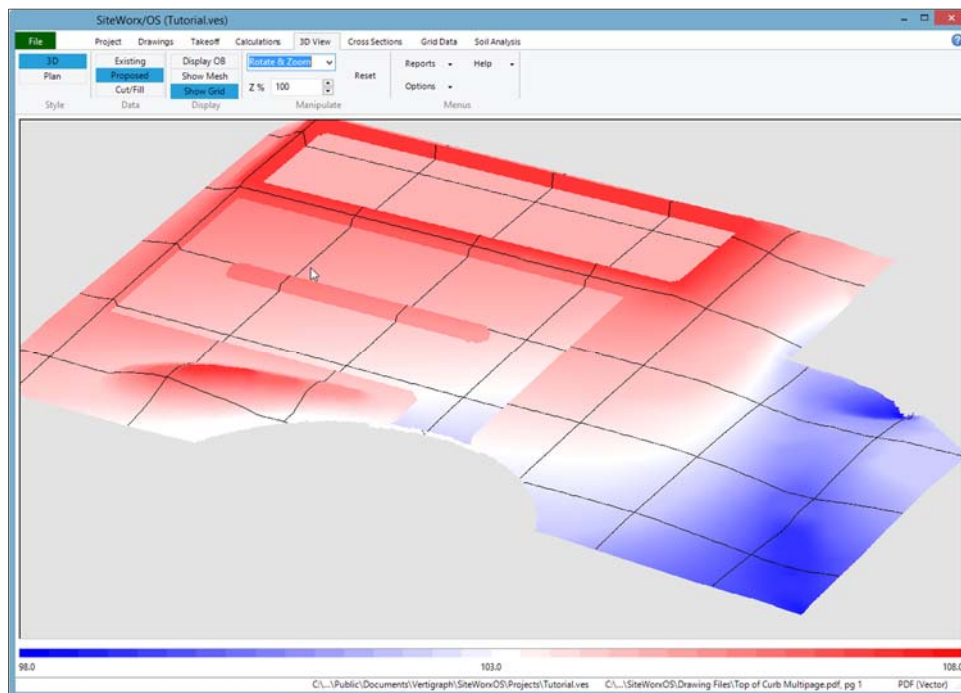 SiteWorx/OS (Tutorial.ves)
File Project Drawings Takeoff Calculations 3D View Cross Sections Grid Data Soil Analysis
3D Existing Display OB Rotate & Zoom Reports Help
Plan Proposed Show Mesh Reset
Cut/Fill Show Grid Z % 100 Options
Style Data Display Manipulate Menus
98.0 103.0 108.0
C:\...\Public\Documents\Vertigraph\SiteWorxOS\Projects\Tutorial.ves C:\...\SiteWorxOS\Drawing Files\Top of Curb Multipage.pdf, pg 1 PDF (Vector)